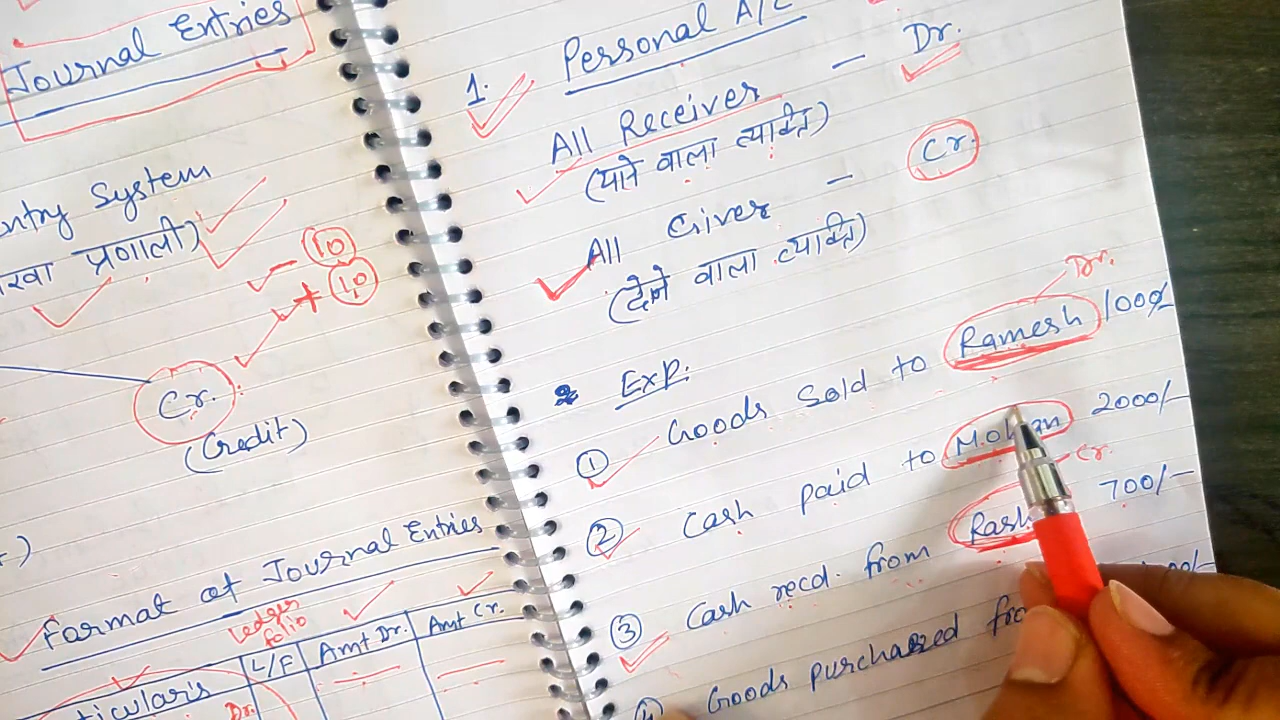 Journal Entries
Entry System
प्रणाली)
- 10
+ 10
Cr.
(Credit)
Format of Journal Entries
Ledger
folio
L/F
Amt Dr.
Amt Cr.
Dr.
1. Personal A/C
All Receiver - Dr.
(पाने वाला व्यक्ति)
All Giver - Cr.
(देने वाला व्यक्ति)
Exp:
Dr.
① Goods Sold to Ramesh 1000/-
② Cash paid to Mohan 2000/-
Cr.
③ Cash recd. from 700/-
④ Goods purchased